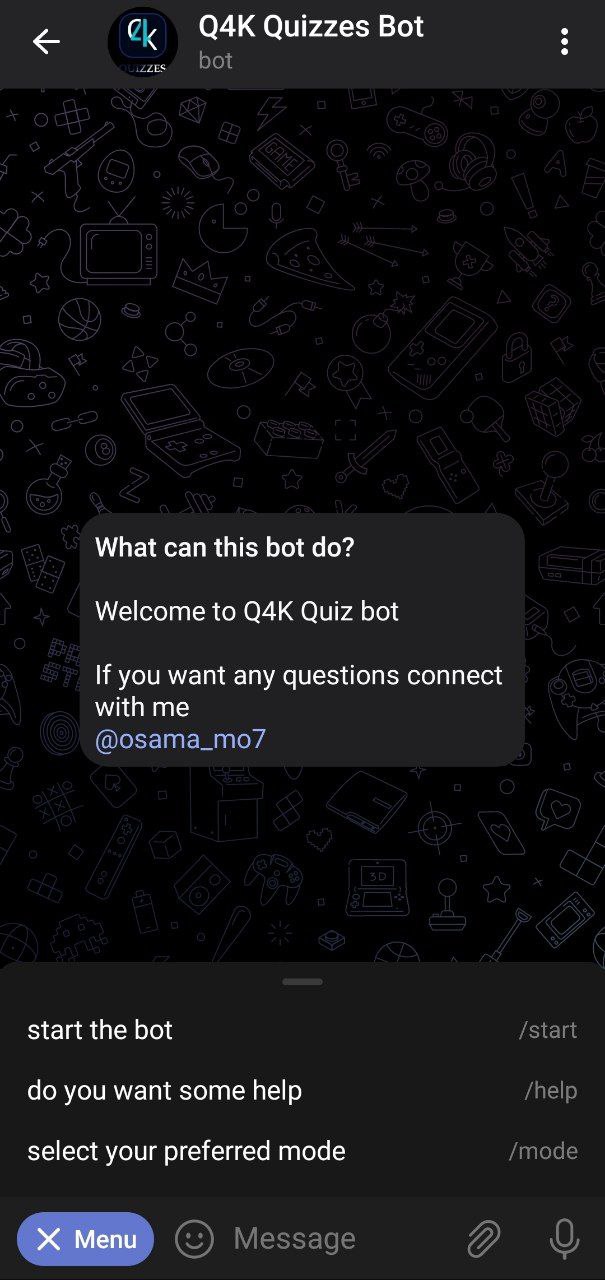 Q4K Quizzes Bot
bot
QUIZZES
GAME
What can this bot do?
Welcome to Q4K Quiz bot
If you want any questions connect
with me
@osama_mo7
3D
start the bot /start
do you want some help /help
select your preferred mode /mode
Menu
Message